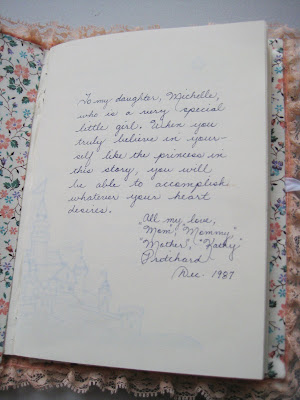 To my daughter, Michelle,
who is a very special
little girl. When you
truly believe in your-
self like the princess in
this story, you will
be able to accomplish
whatever your heart
desires.
All my love,
"Mom", "Mommy"
"Mother", "Kathy"
Pritchard
Dec. 1987